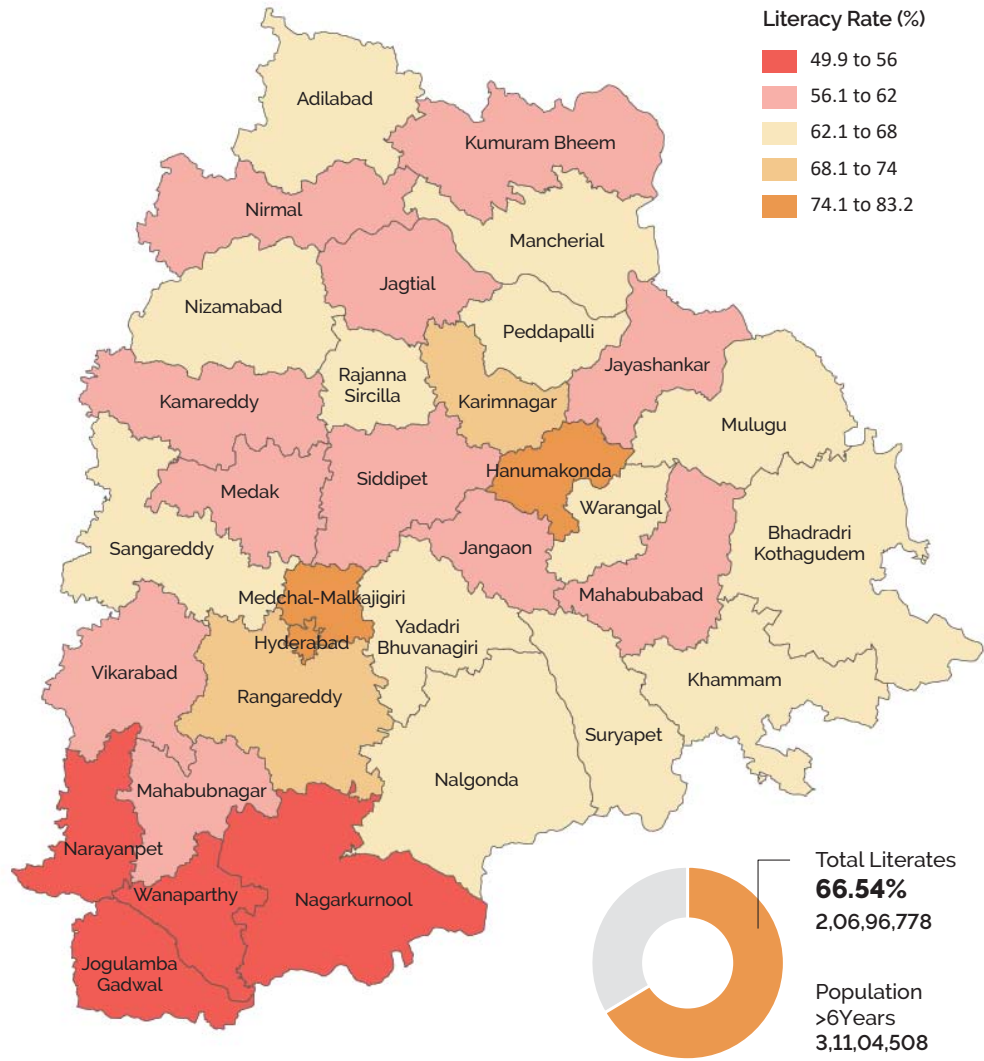 Literacy Rate (%)
49.9 to 56
56.1 to 62
62.1 to 68
68.1 to 74
74.1 to 83.2
Adilabad
Kumuram Bheem
Nirmal
Mancherial
Jagtial
Nizamabad
Peddapalli
Rajanna
Sircilla
Jayashankar
Kamareddy
Karimnagar
Mulugu
Medak
Siddipet
Hanumakonda
Warangal
Sangareddy
Jangaon
Bhadradri
Kothagudem
Mahabubabad
Medchal-Malkajigiri
Hyderabad
Yadadri
Bhuvanagiri
Vikarabad
Rangareddy
Khammam
Suryapet
Nalgonda
Mahabubnagar
Narayanpet
Wanaparthy
Nagarkurnool
Jogulamba
Gadwal
Total Literates
66.54%
2,06,96,778
Population
>6Years
3,11,04,508